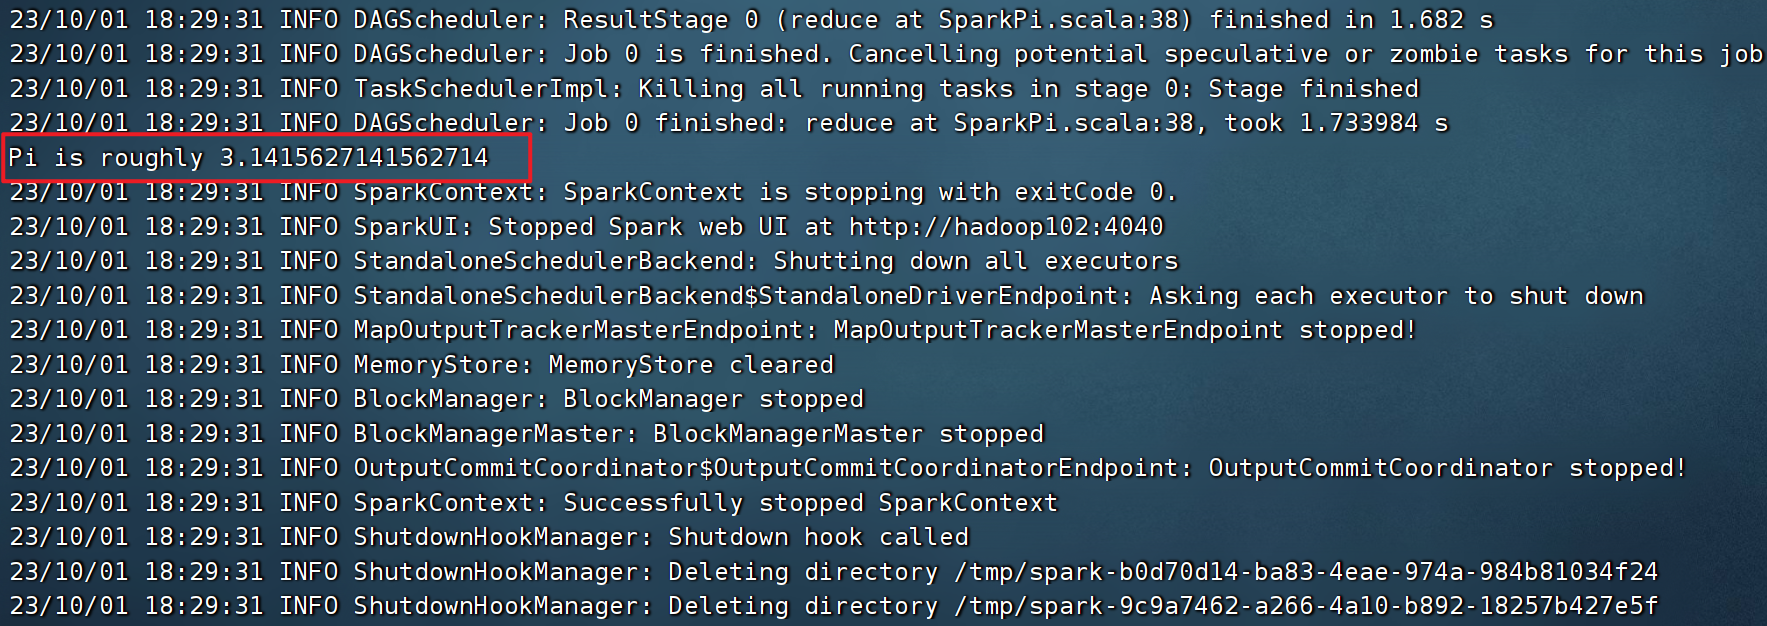 23/10/01 18:29:31 INFO DAGScheduler: ResultStage 0 (reduce at SparkPi.scala:38) finished in 1.682 s
23/10/01 18:29:31 INFO DAGScheduler: Job 0 is finished. Cancelling potential speculative or zombie tasks for this job
23/10/01 18:29:31 INFO TaskSchedulerImpl: Killing all running tasks in stage 0: Stage finished
23/10/01 18:29:31 INFO DAGScheduler: Job 0 finished: reduce at SparkPi.scala:38, took 1.733984 s
Pi is roughly 3.1415627141562714
23/10/01 18:29:31 INFO SparkContext: SparkContext is stopping with exitCode 0.
23/10/01 18:29:31 INFO SparkUI: Stopped Spark web UI at http://hadoop102:4040
23/10/01 18:29:31 INFO StandaloneSchedulerBackend: Shutting down all executors
23/10/01 18:29:31 INFO StandaloneSchedulerBackend$StandaloneDriverEndpoint: Asking each executor to shut down
23/10/01 18:29:31 INFO MapOutputTrackerMasterEndpoint: MapOutputTrackerMasterEndpoint stopped!
23/10/01 18:29:31 INFO MemoryStore: MemoryStore cleared
23/10/01 18:29:31 INFO BlockManager: BlockManager stopped
23/10/01 18:29:31 INFO BlockManagerMaster: BlockManagerMaster stopped
23/10/01 18:29:31 INFO OutputCommitCoordinator$OutputCommitCoordinatorEndpoint: OutputCommitCoordinator stopped!
23/10/01 18:29:31 INFO SparkContext: Successfully stopped SparkContext
23/10/01 18:29:31 INFO ShutdownHookManager: Shutdown hook called
23/10/01 18:29:31 INFO ShutdownHookManager: Deleting directory /tmp/spark-b0d70d14-ba83-4eae-974a-984b81034f24
23/10/01 18:29:31 INFO ShutdownHookManager: Deleting directory /tmp/spark-9c9a7462-a266-4a10-b892-18257b427e5f